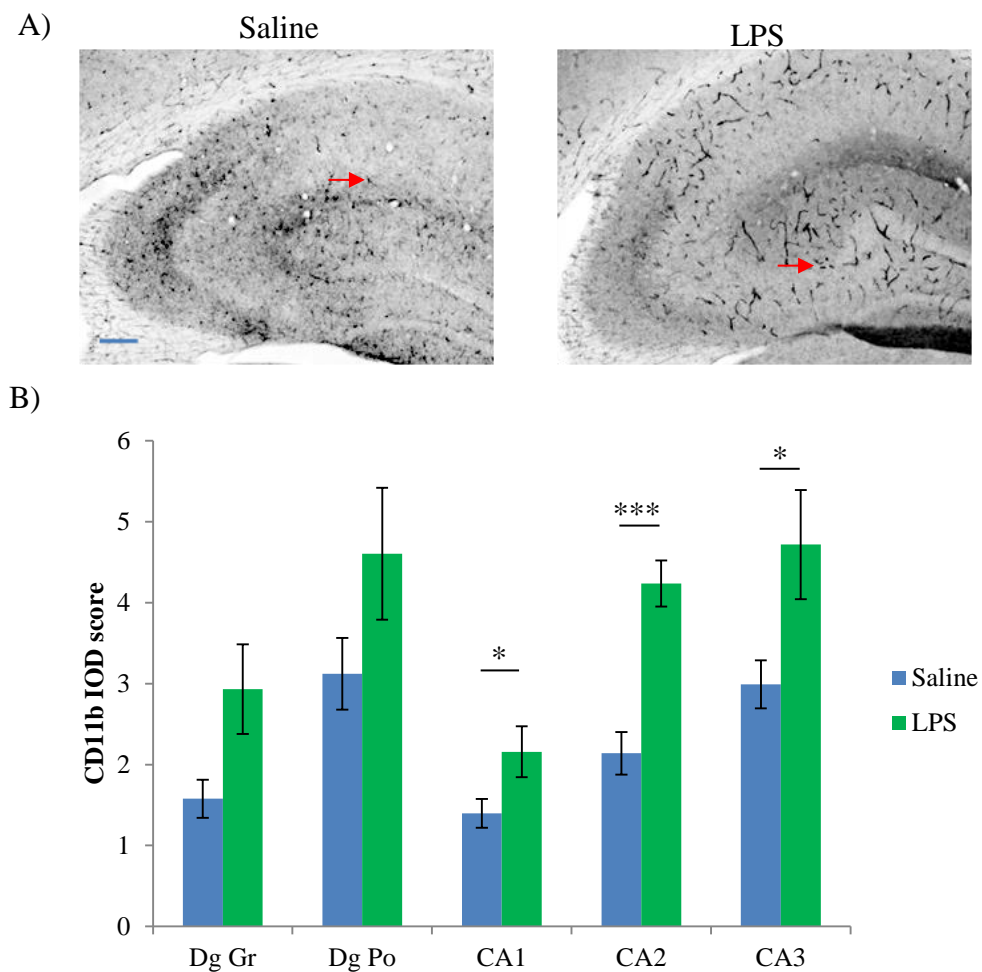 A)
Saline
LPS
B)
CD11b IOD score
6
5
4
3
2
1
0
*
***
*
Dg Gr
Dg Po
CA1
CA2
CA3
Saline
LPS